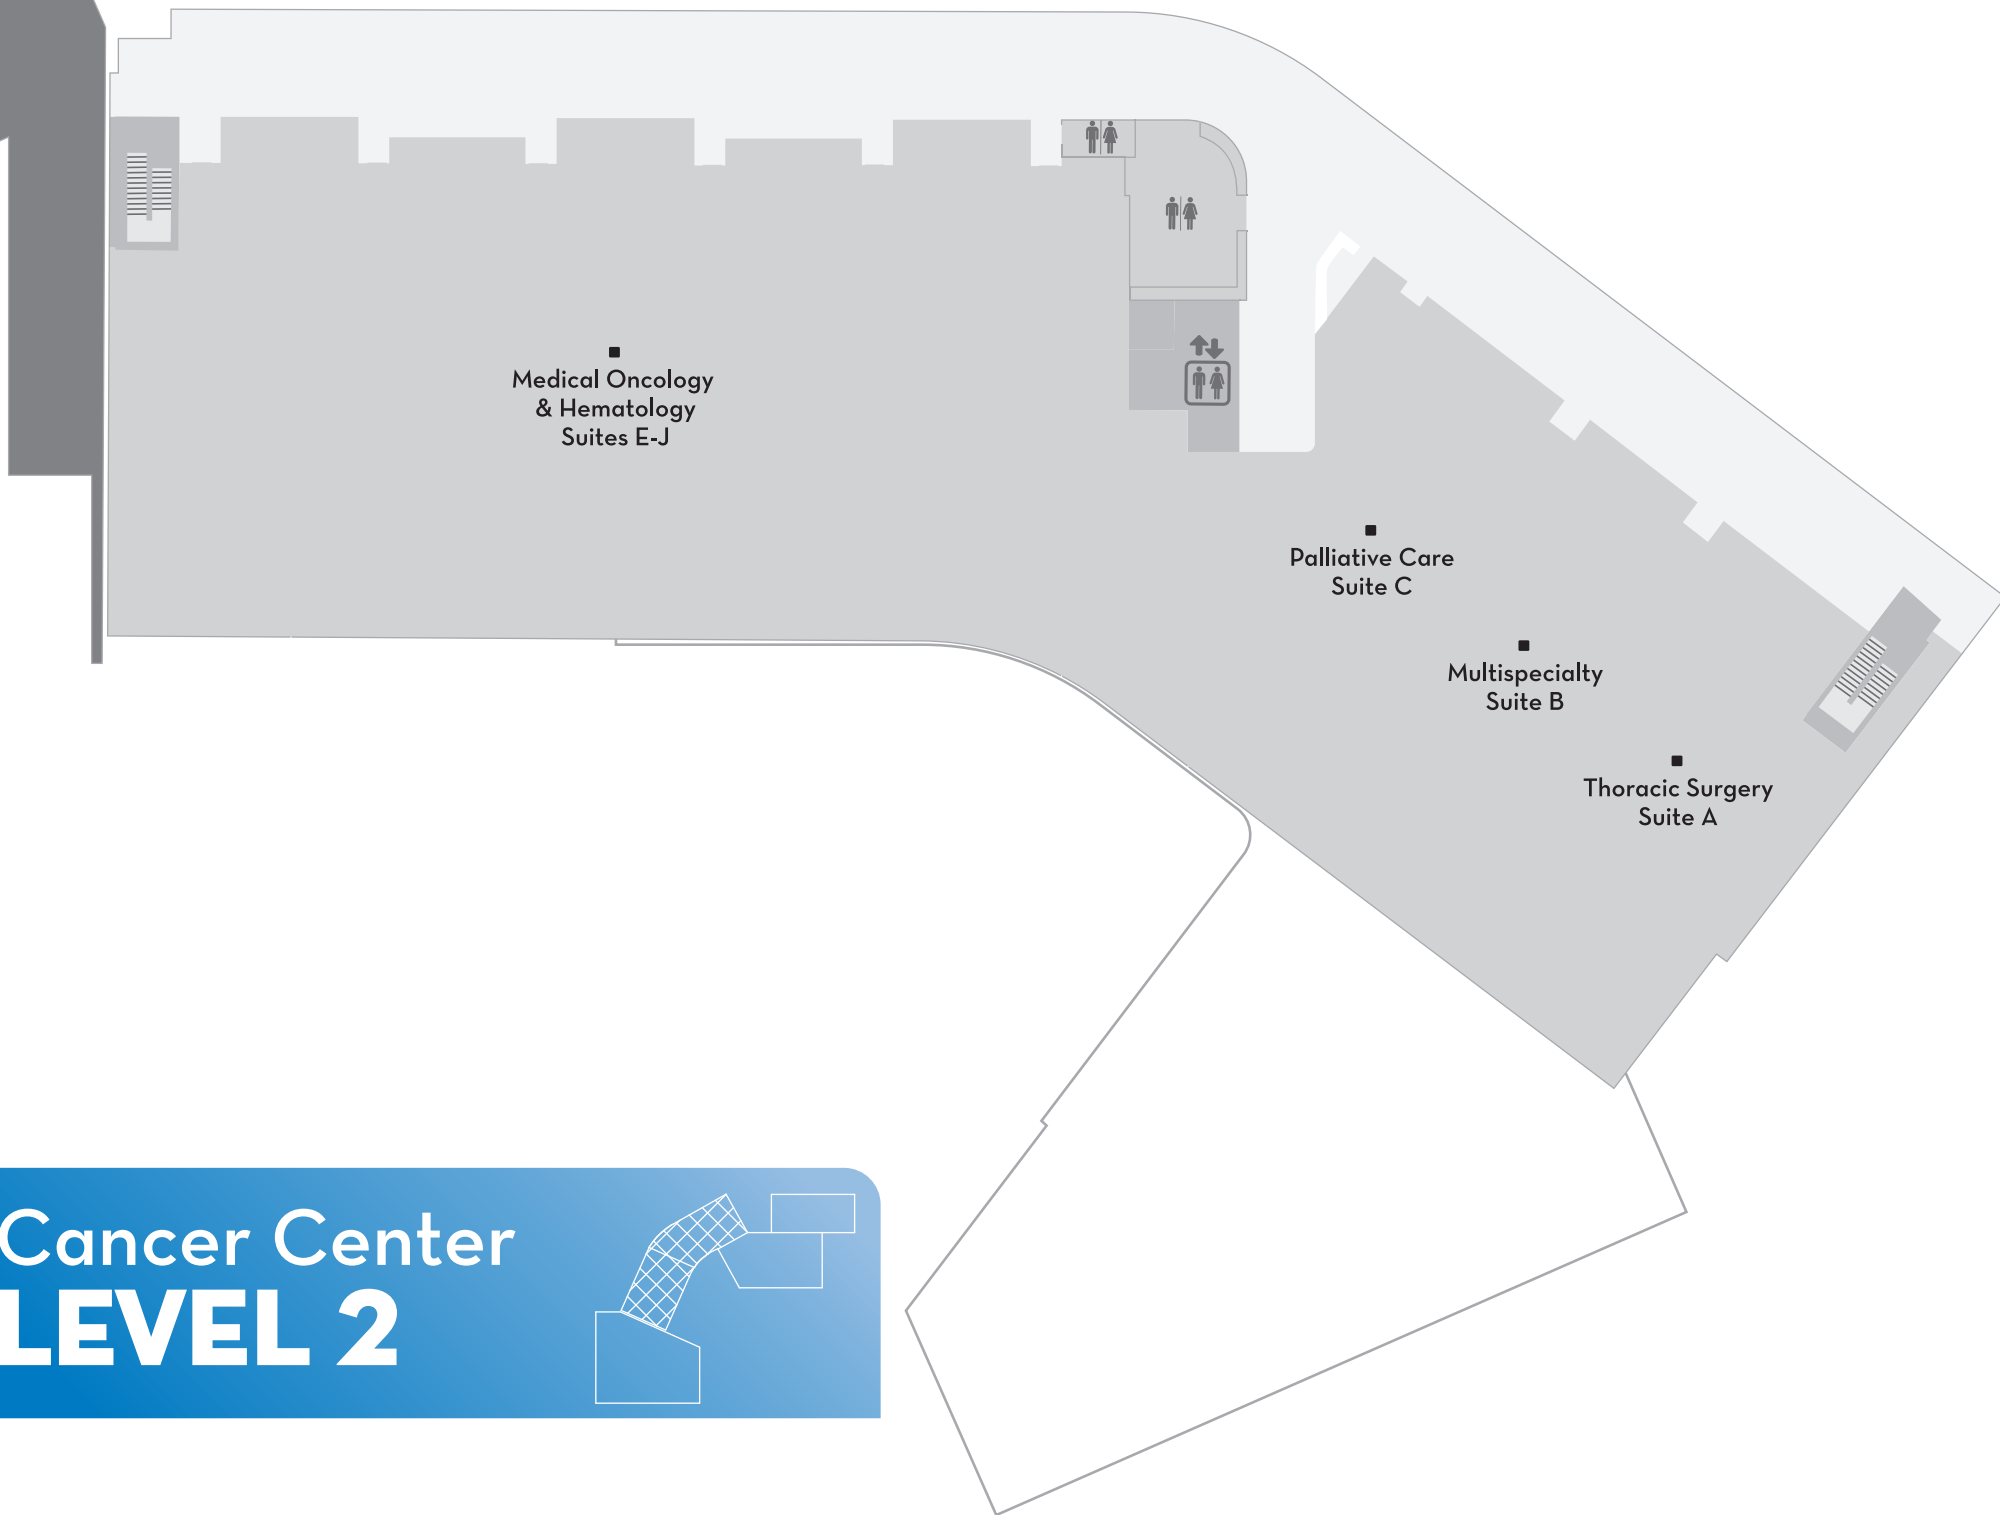 Medical Oncology
& Hematology
Suites E-J
Palliative Care
Suite C
Multispecialty
Suite B
Thoracic Surgery
Suite A
Cancer Center
LEVEL 2